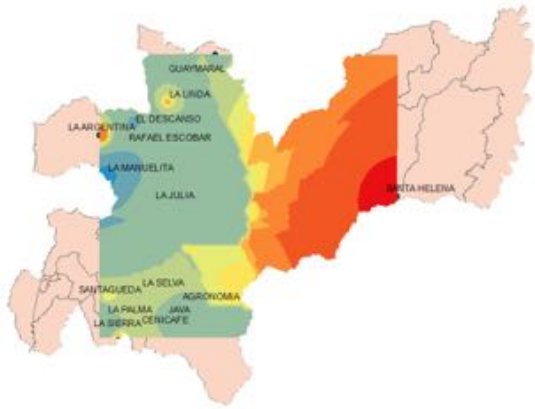 GUAYMARAL
LA LINDA
EL DESCANSO
LA ARGENTINA
RAFAEL ESCOBAR
LA MANUELITA
SANTA HELENA
LA JULIA
LA SELVA
SANTAGUEDA
AGRONOMIA
LA PALMA
JAVA
LA SIERRA
CENICAFE